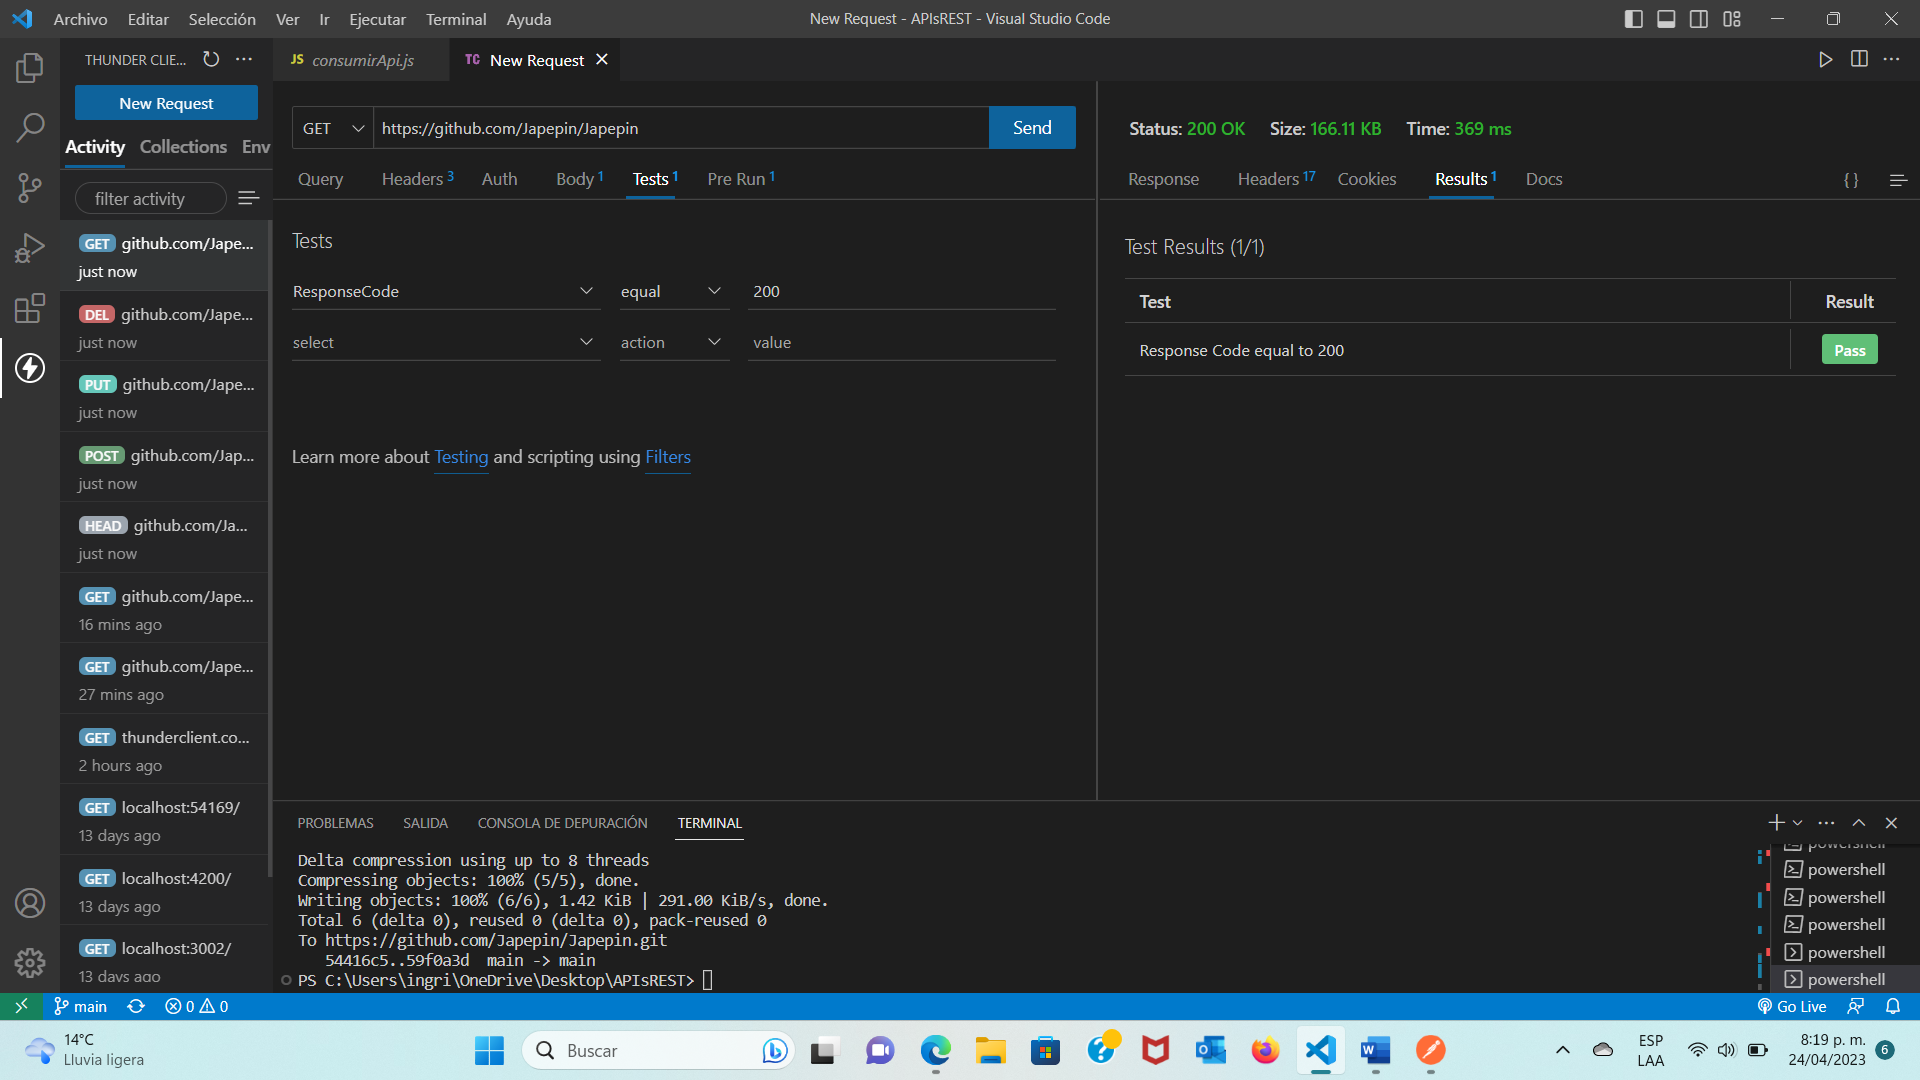 Archivo Editar Selección Ver Ir Ejecutar Terminal Ayuda
New Request - APIsREST - Visual Studio Code
THUNDER CLIE...
JS consumirApi.js
TC New Request
New Request
Activity Collections Env
filter activity
GET github.com/Jape...
just now
DEL github.com/Jape...
just now
PUT github.com/Jape...
just now
POST github.com/Jap...
just now
HEAD github.com/Ja...
just now
GET github.com/Jape...
16 mins ago
GET github.com/Jape...
27 mins ago
GET thunderclient.co...
2 hours ago
GET localhost:54169/
13 days ago
GET localhost:4200/
13 days ago
GET localhost:3002/
13 days ago
GET https://github.com/Japepin/Japepin Send
Query Headers 3 Auth Body 1 Tests 1 Pre Run 1
Tests
ResponseCode equal 200
select action value
Learn more about Testing and scripting using Filters
Status: 200 OK Size: 166.11 KB Time: 369 ms
Response Headers 17 Cookies Results 1 Docs { }
Test Results (1/1)
Test Result
Response Code equal to 200 Pass
PROBLEMAS SALIDA CONSOLA DE DEPURACIÓN TERMINAL
Delta compression using up to 8 threads
Compressing objects: 100% (5/5), done.
Writing objects: 100% (6/6), 1.42 KiB | 291.00 KiB/s, done.
Total 6 (delta 0), reused 0 (delta 0), pack-reused 0
To https://github.com/Japepin/Japepin.git
54416c5..59f0a3d main -> main
PS C:\Users\ingri\OneDrive\Desktop\APIsREST>
powershell
powershell
powershell
powershell
powershell
powershell
main 0 0
Go Live
14°C
Lluvia ligera
Buscar
ESP
LAA
8:19 p. m.
24/04/2023
6